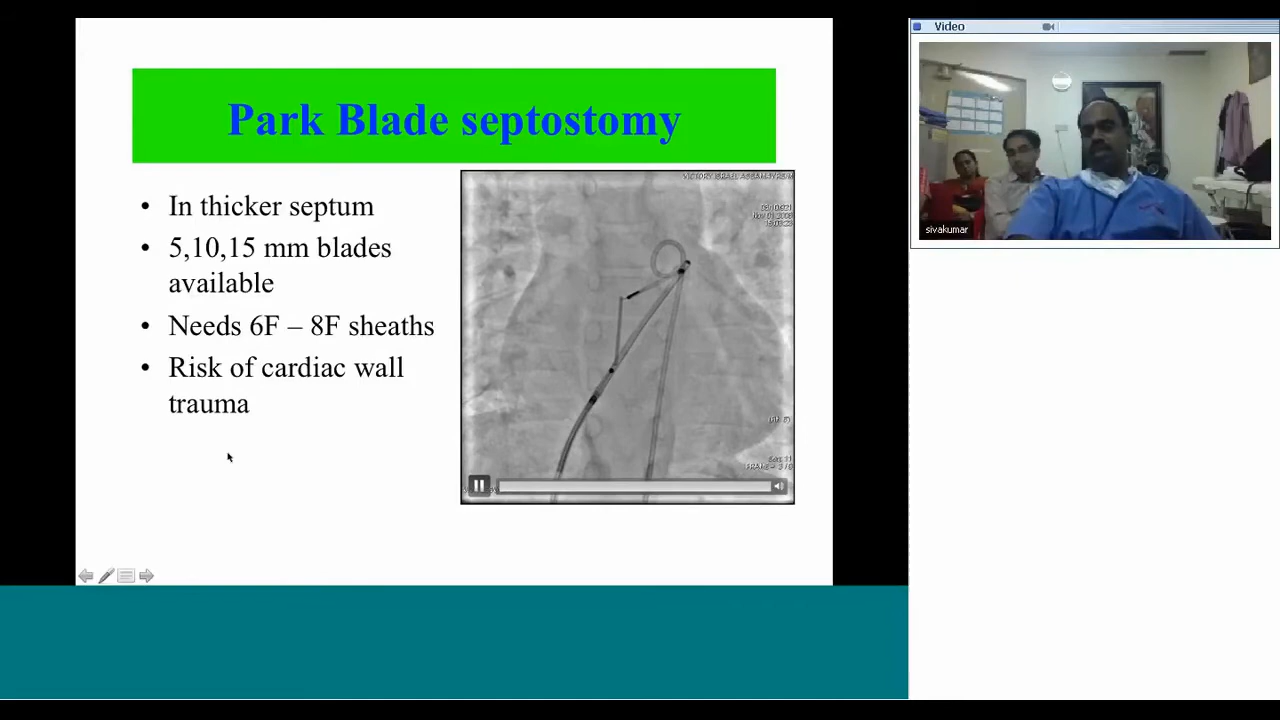 Park Blade septostomy
• In thicker septum
• 5,10,15 mm blades
available
• Needs 6F – 8F sheaths
• Risk of cardiac wall
trauma
Video
sivakumar